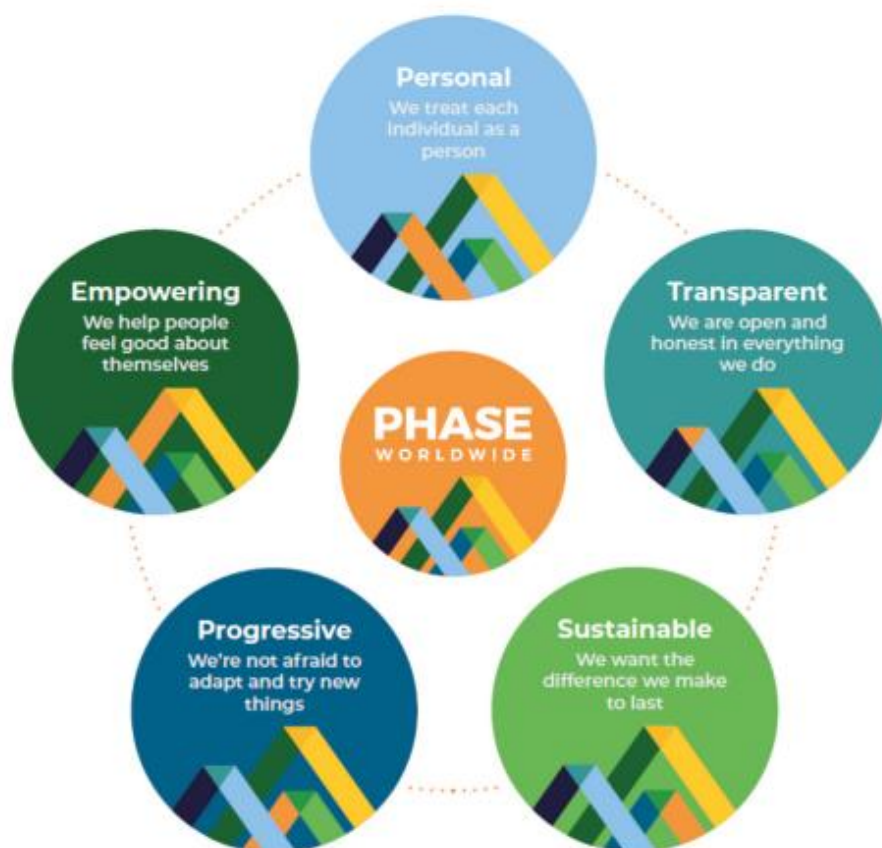 Personal
We treat each
individual as a
person
Transparent
We are open and
honest in everything
we do
Sustainable
We want the
difference we make
to last
Progressive
We're not afraid to
adapt and try new
things
Empowering
We help people
feel good about
themselves
PHASE
WORLDWIDE